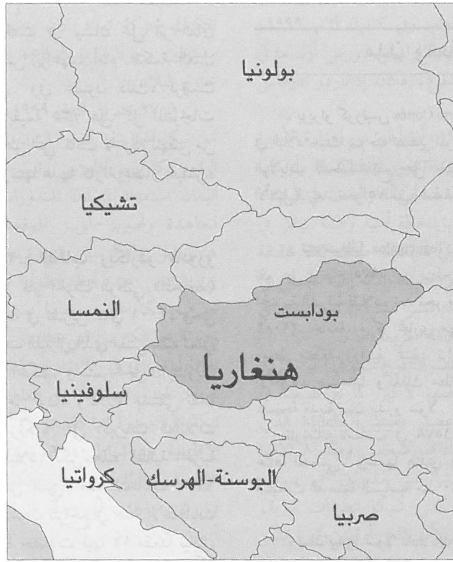 بولونيا
تشيكيا
النمسا
بودابست
هنغاريا
سلوفينيا
كرواتيا
البوسنة-الهرسك
صربيا